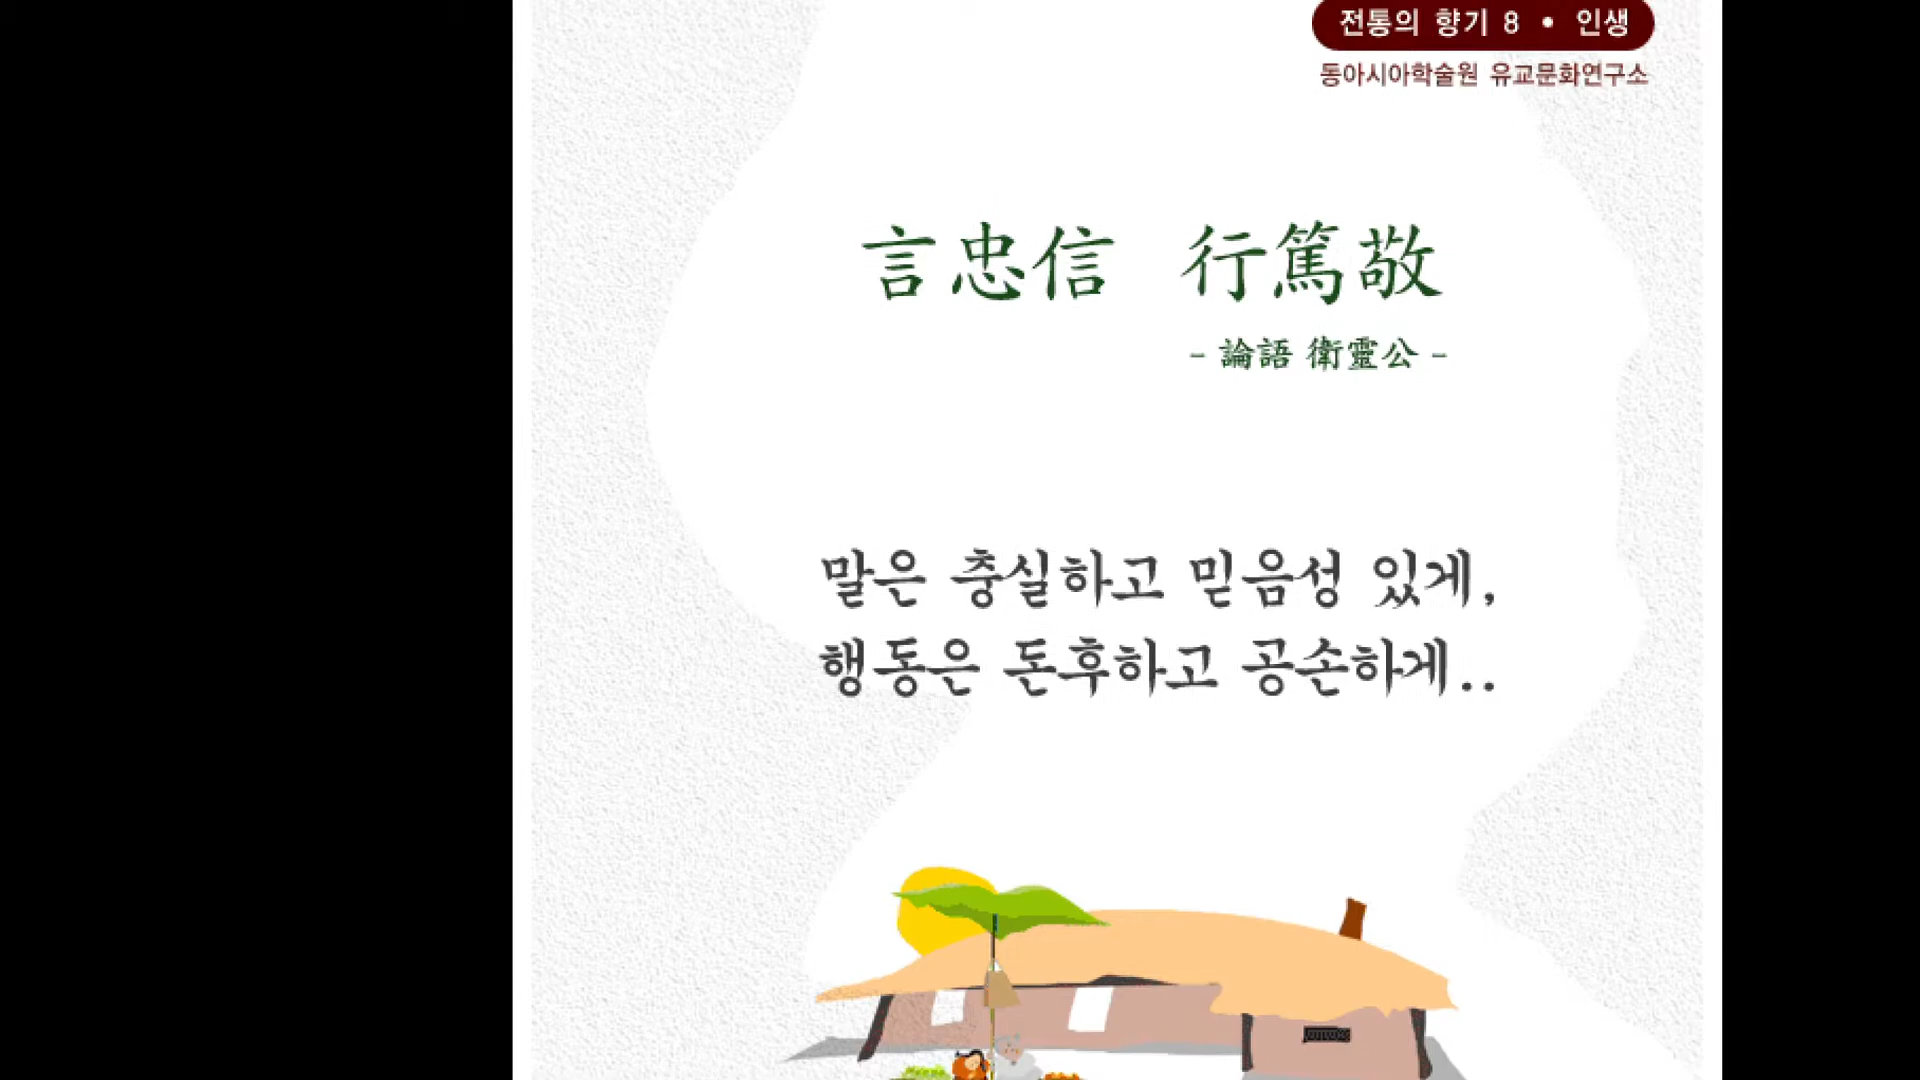 전통의 향기 8 • 인생
동아시아학술원 유교문화연구소
言忠信 行篤敬
- 論語 衛靈公 -
말은 충실하고 믿음성 있게,
행동은 돈후하고 공손하게..